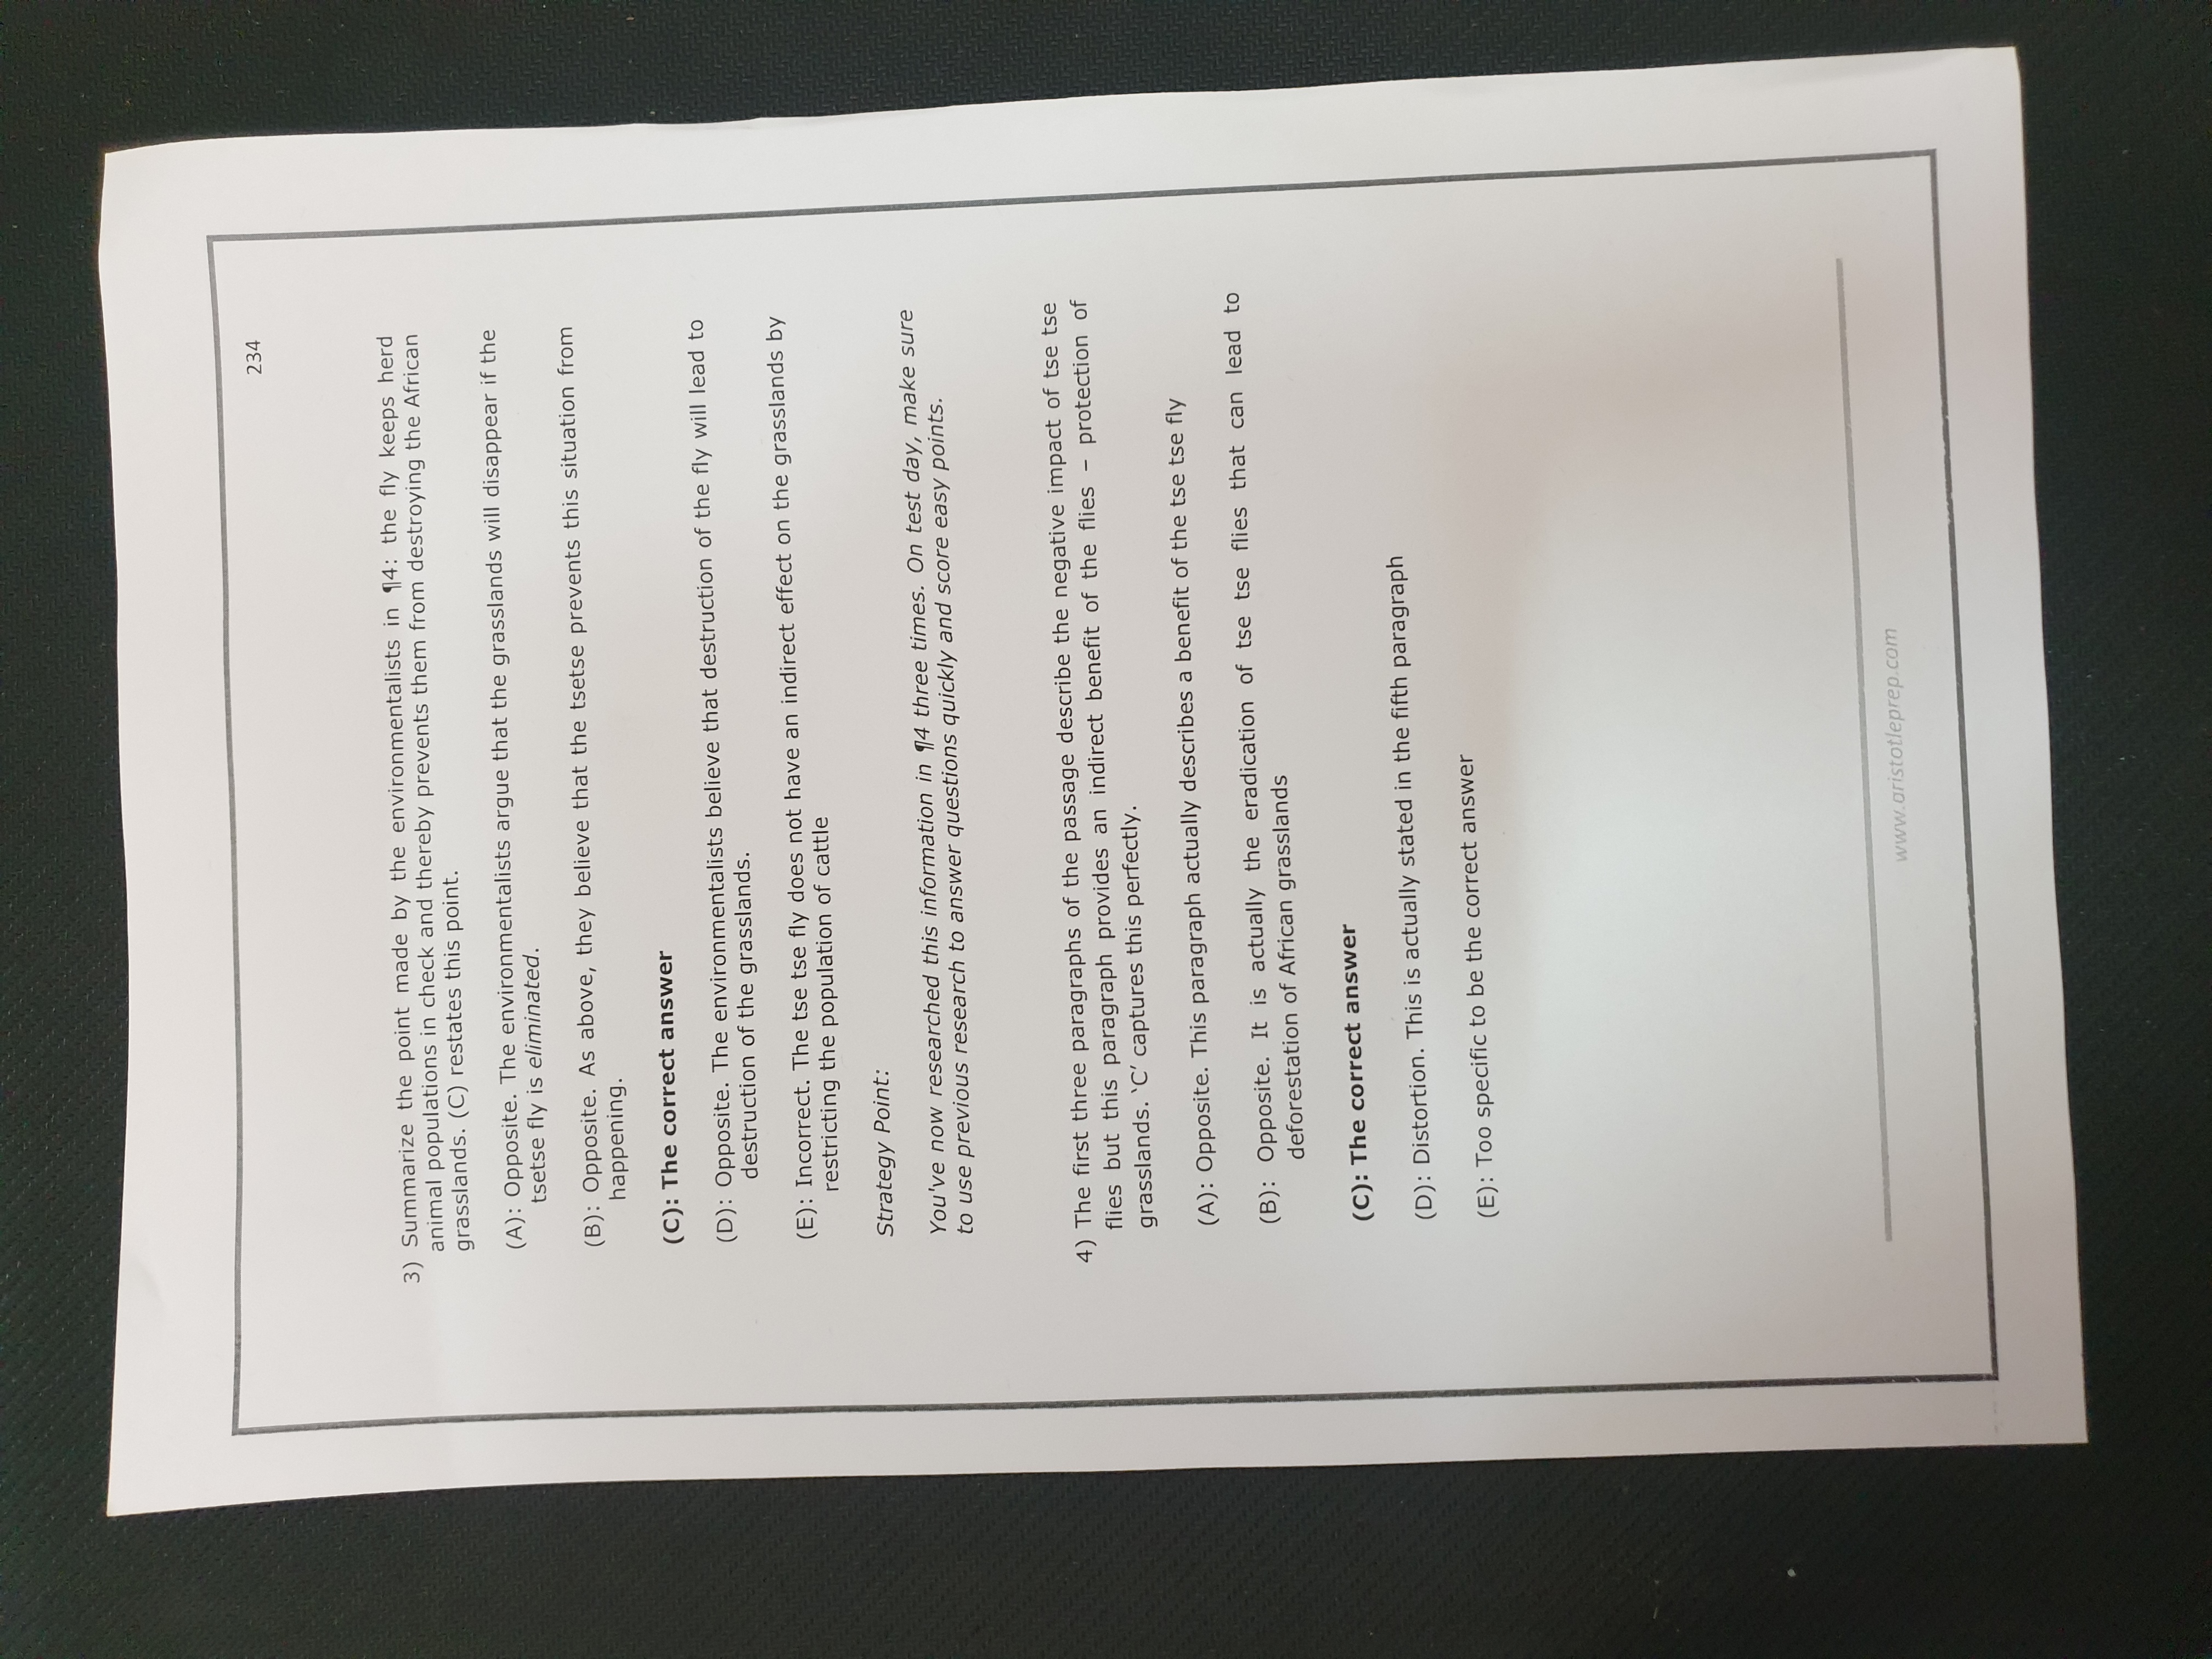 234
3) Summarize the point made by the environmentalists in ¶4: the fly keeps herd
animal populations in check and thereby prevents them from destroying the African
grasslands. (C) restates this point.
(A): Opposite. The environmentalists argue that the grasslands will disappear if the
tsetse fly is eliminated.
(B): Opposite. As above, they believe that the tsetse prevents this situation from
happening.
(C): The correct answer
(D): Opposite. The environmentalists believe that destruction of the fly will lead to
destruction of the grasslands.
(E): Incorrect. The tse tse fly does not have an indirect effect on the grasslands by
restricting the population of cattle
Strategy Point:
You've now researched this information in ¶4 three times. On test day, make sure
to use previous research to answer questions quickly and score easy points.
4) The first three paragraphs of the passage describe the negative impact of tse tse
flies but this paragraph provides an indirect benefit of the flies – protection of
grasslands. ‘C’ captures this perfectly.
(A): Opposite. This paragraph actually describes a benefit of the tse tse fly
(B): Opposite. It is actually the eradication of tse tse flies that can lead to
deforestation of African grasslands
(C): The correct answer
(D): Distortion. This is actually stated in the fifth paragraph
(E): Too specific to be the correct answer
www.aristotleprep.com